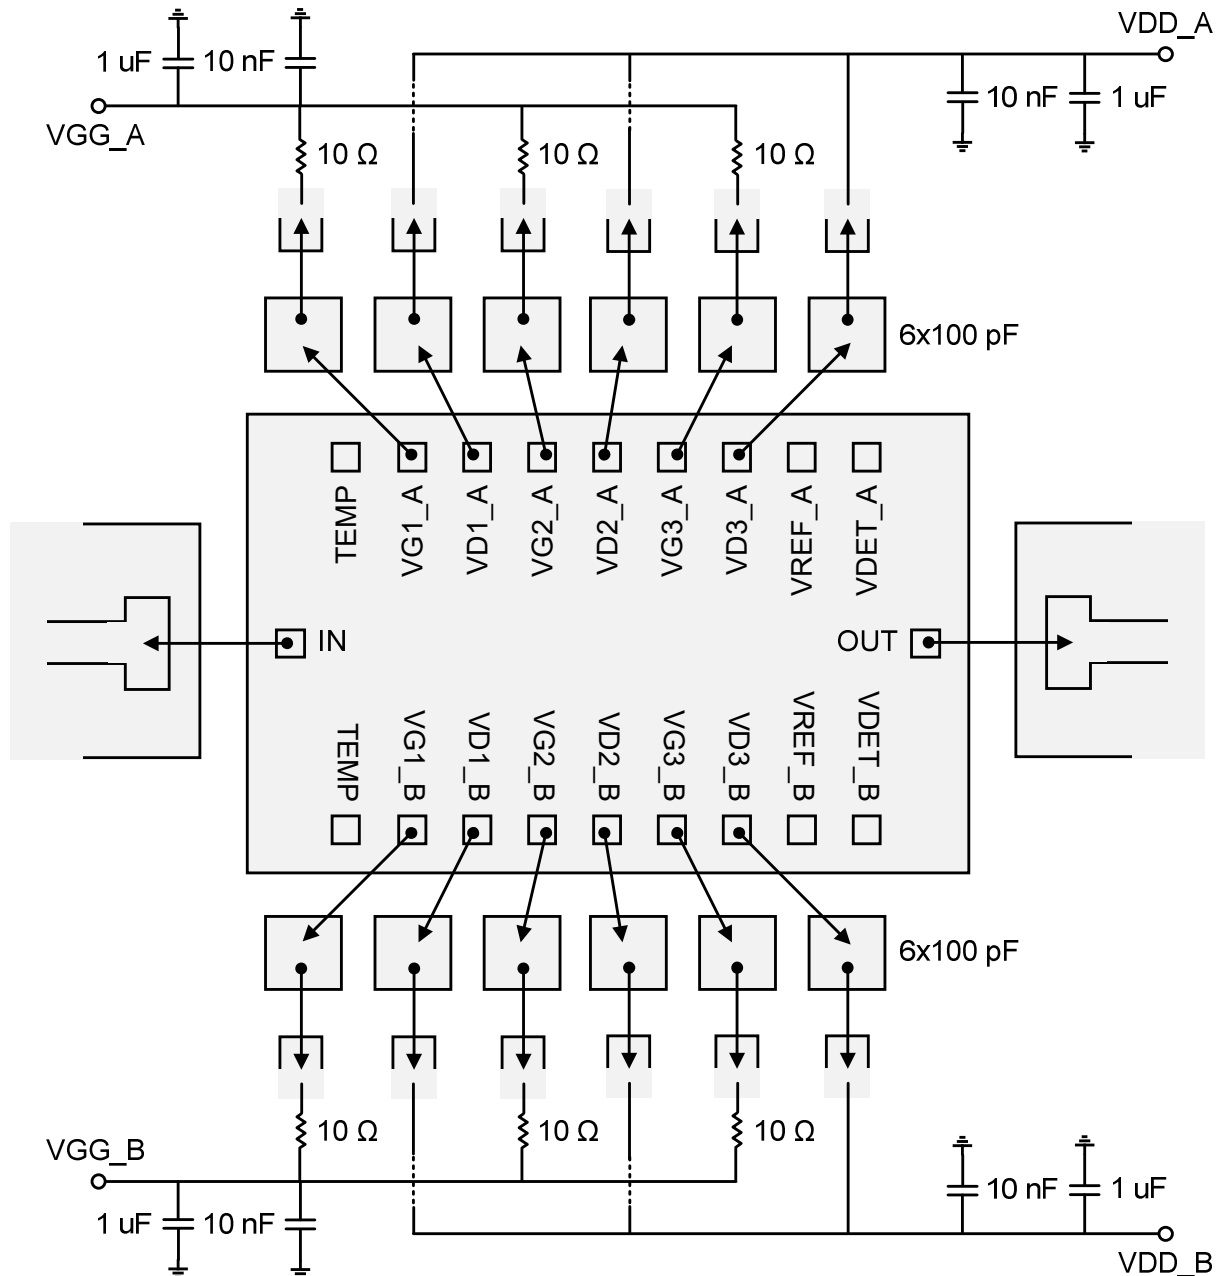 VDD_A
1 uF
10 nF
10 nF
1 uF
VGG_A
10 Ω
10 Ω
10 Ω
6x100 pF
TEMP
VG1_A
VD1_A
VG2_A
VD2_A
VG3_A
VD3_A
VREF_A
VDET_A
IN
OUT
TEMP
VG1_B
VD1_B
VG2_B
VD2_B
VG3_B
VD3_B
VREF_B
VDET_B
6x100 pF
10 Ω
10 Ω
10 Ω
VGG_B
10 nF
1 uF
1 uF
10 nF
VDD_B